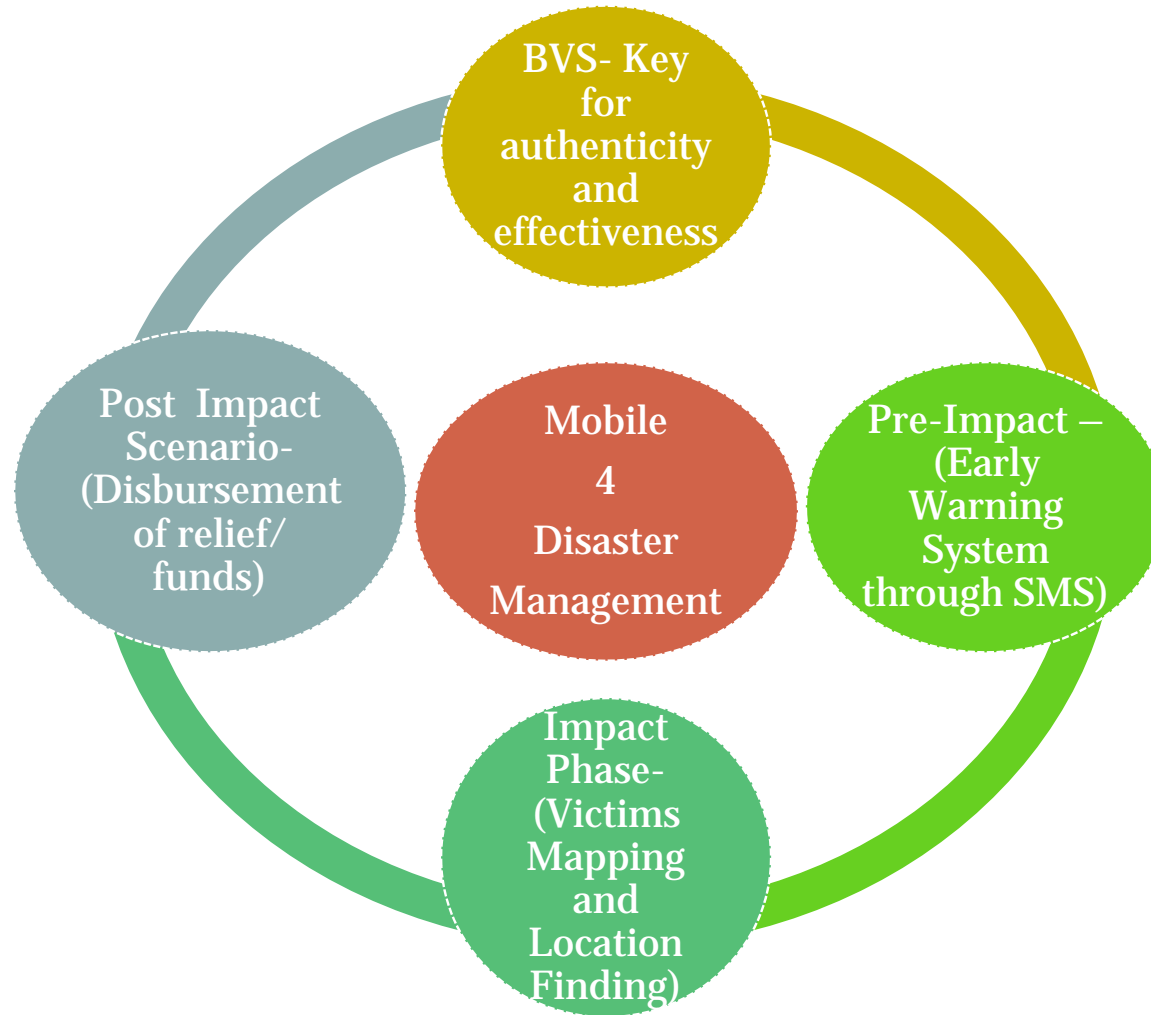 BVS- Key
for
authenticity
and
effectiveness
Post  Impact
Scenario-
(Disbursement
of relief/
funds)
Mobile
4
Disaster
Management
Pre-Impact –
(Early
Warning
System
through SMS)
Impact
Phase-
(Victims
Mapping
and
Location
Finding)